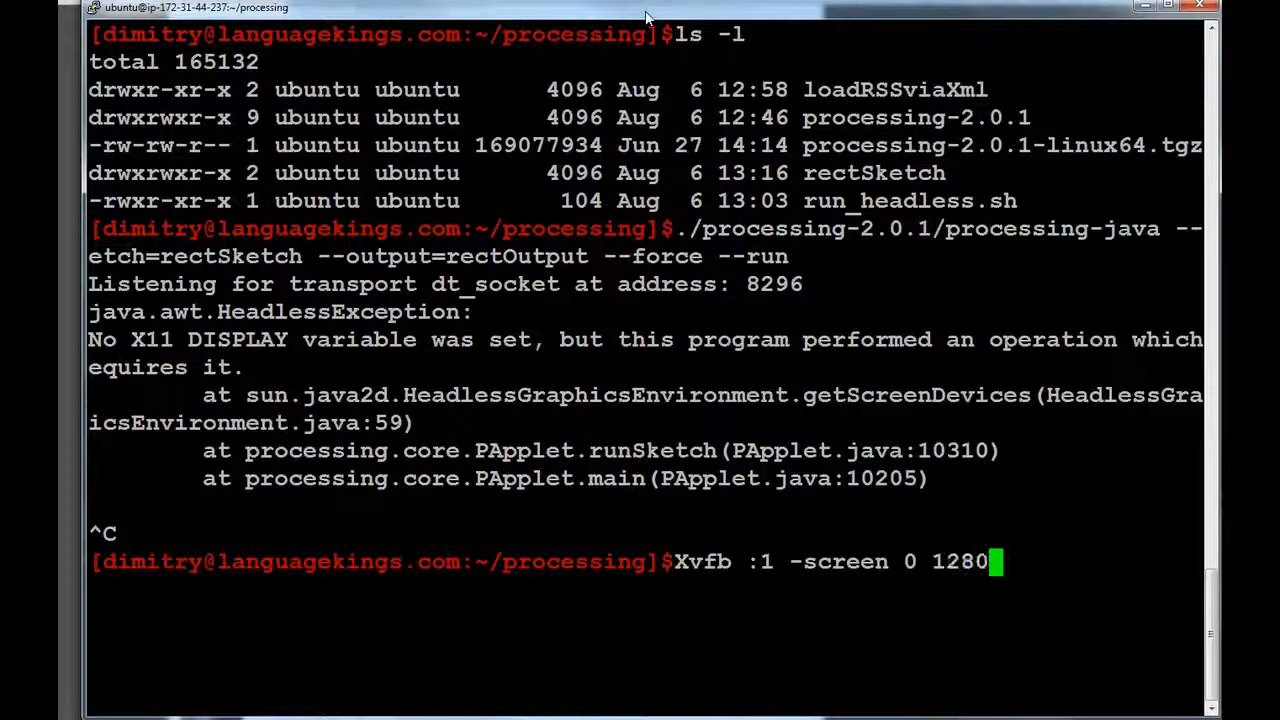 ubuntu@ip-172-31-44-237:~/processing
[dimitry@languagekings.com:~/processing]$ls -l
total 165132
drwxr-xr-x 2 ubuntu ubuntu      4096 Aug  6 12:58 loadRSSviaXml
drwxrwxr-x 9 ubuntu ubuntu      4096 Aug  6 12:46 processing-2.0.1
-rw-rw-r-- 1 ubuntu ubuntu 169077934 Jun 27 14:14 processing-2.0.1-linux64.tgz
drwxrwxr-x 2 ubuntu ubuntu      4096 Aug  6 13:16 rectSketch
-rwxrwxr-x 1 ubuntu ubuntu       104 Aug  6 13:03 run_headless.sh
[dimitry@languagekings.com:~/processing]$./processing-2.0.1/processing-java --
etch=rectSketch --output=rectOutput --force --run
Listening for transport dt_socket at address: 8296
java.awt.HeadlessException:
No X11 DISPLAY variable was set, but this program performed an operation which
equires it.
        at sun.java2d.HeadlessGraphicsEnvironment.getScreenDevices(HeadlessGra
icsEnvironment.java:59)
        at processing.core.PApplet.runSketch(PApplet.java:10310)
        at processing.core.PApplet.main(PApplet.java:10205)
^C
[dimitry@languagekings.com:~/processing]$Xvfb :1 -screen 0 1280